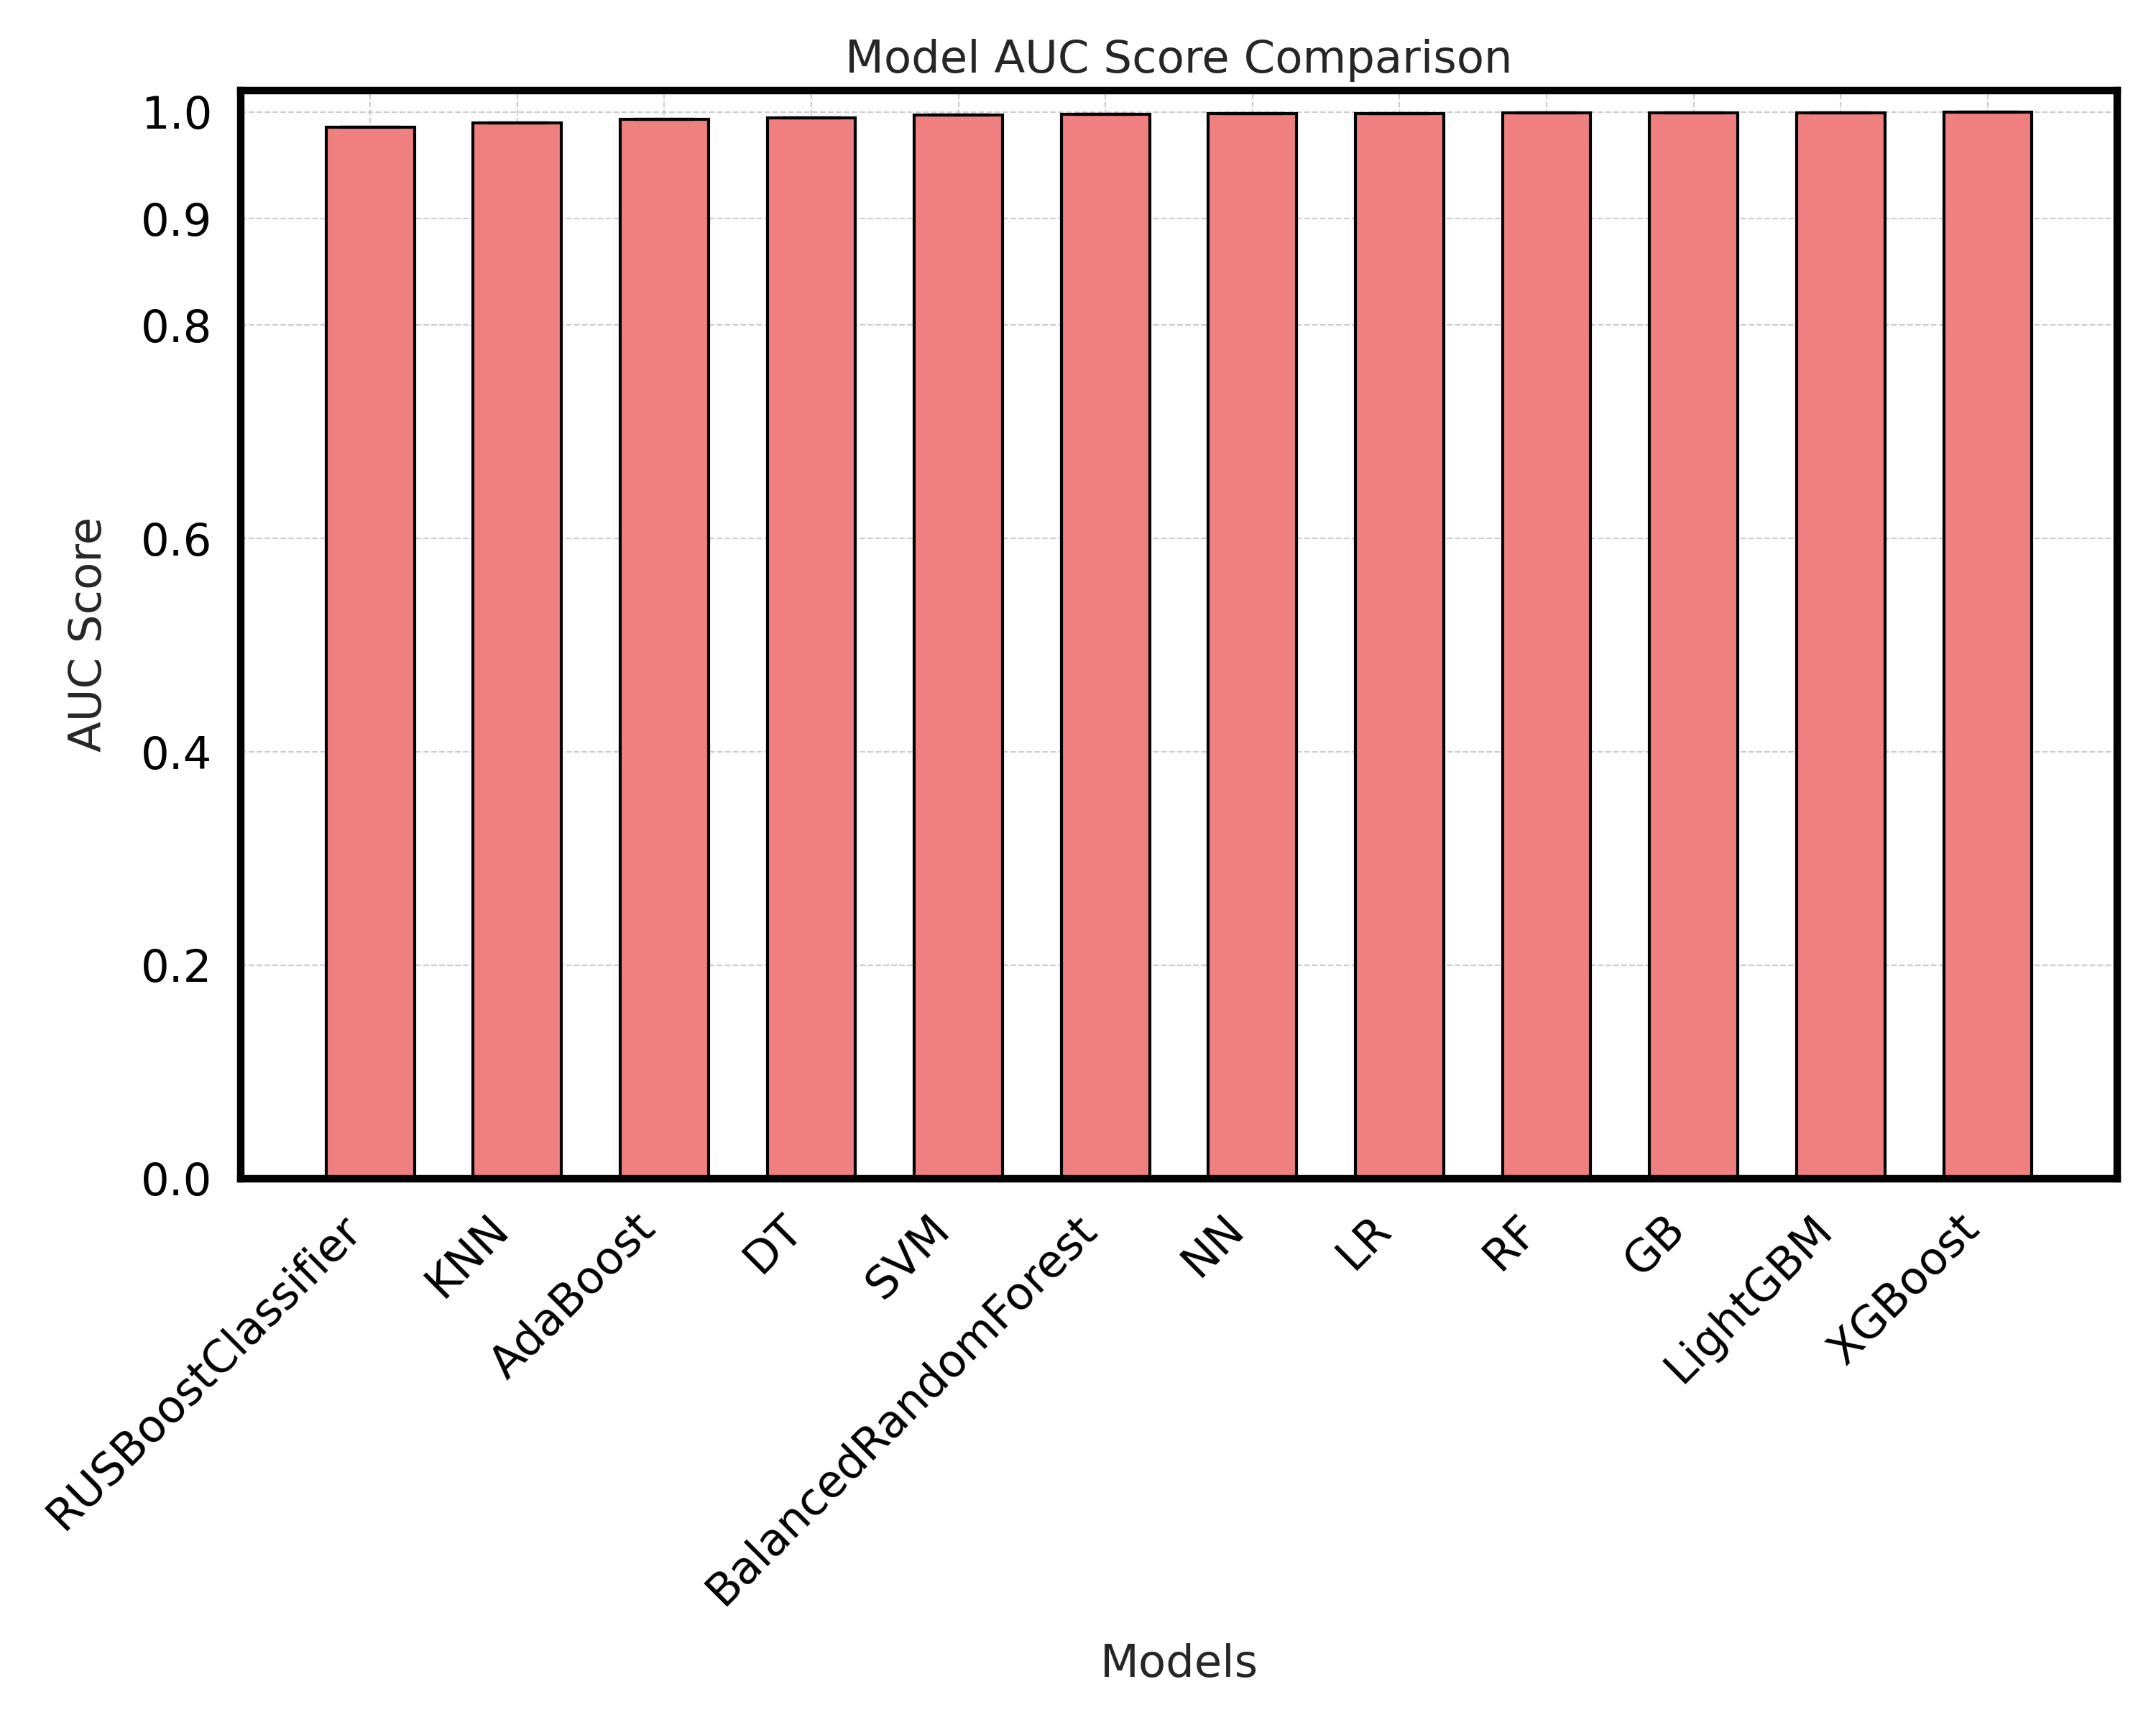 Model AUC Score Comparison
AUC Score
1.0
0.9
0.8
0.6
0.4
0.2
0.0
RUSBoostClassifier
KNN
AdaBoost
DT
SVM
BalancedRandomForest
NN
LR
RF
GB
LightGBM
XGBoost
Models